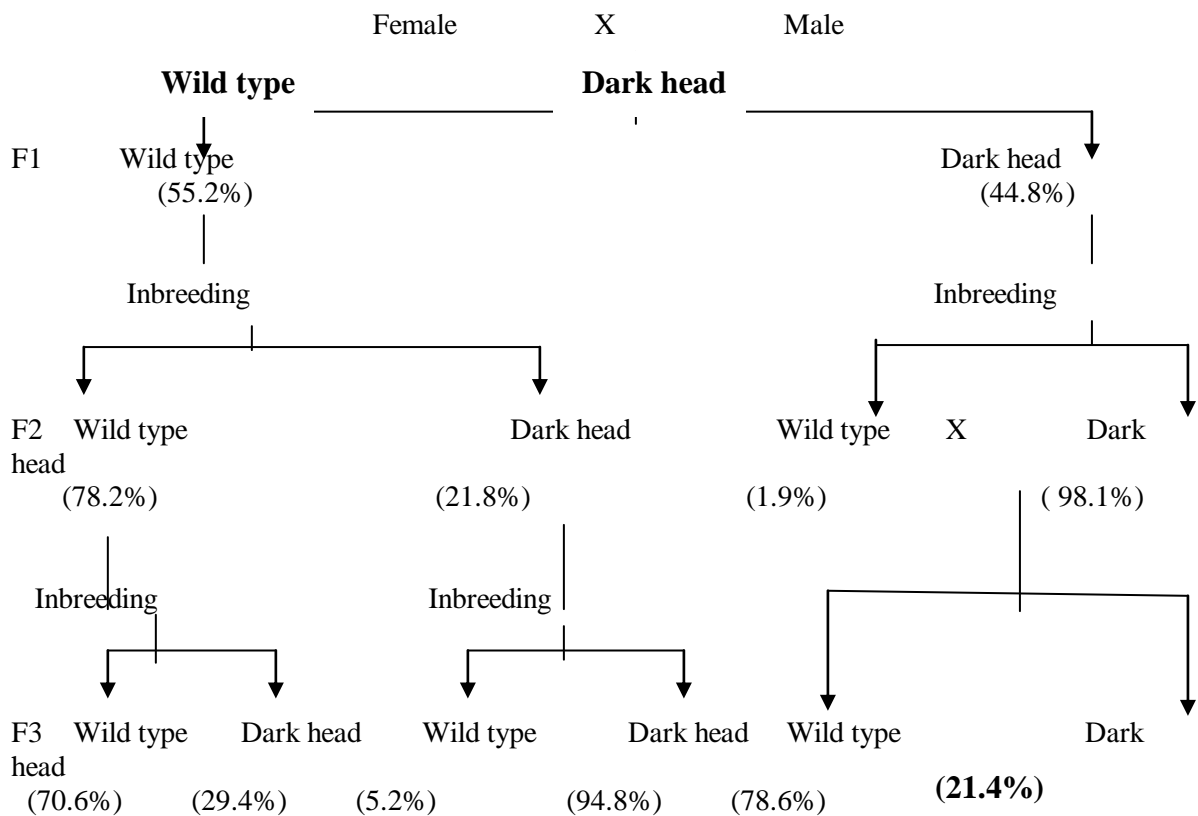 Female X Male
Wild type Dark head
F1 Wild type Dark head
(55.2%) (44.8%)
Inbreeding Inbreeding
F2 Wild type Dark head Wild type X Dark
head
(78.2%) (21.8%) (1.9%) ( 98.1%)
Inbreeding Inbreeding
F3 Wild type Dark head Wild type Dark head Wild type Dark
head
(70.6%) (29.4%) (5.2%) (94.8%) (78.6%) (21.4%)